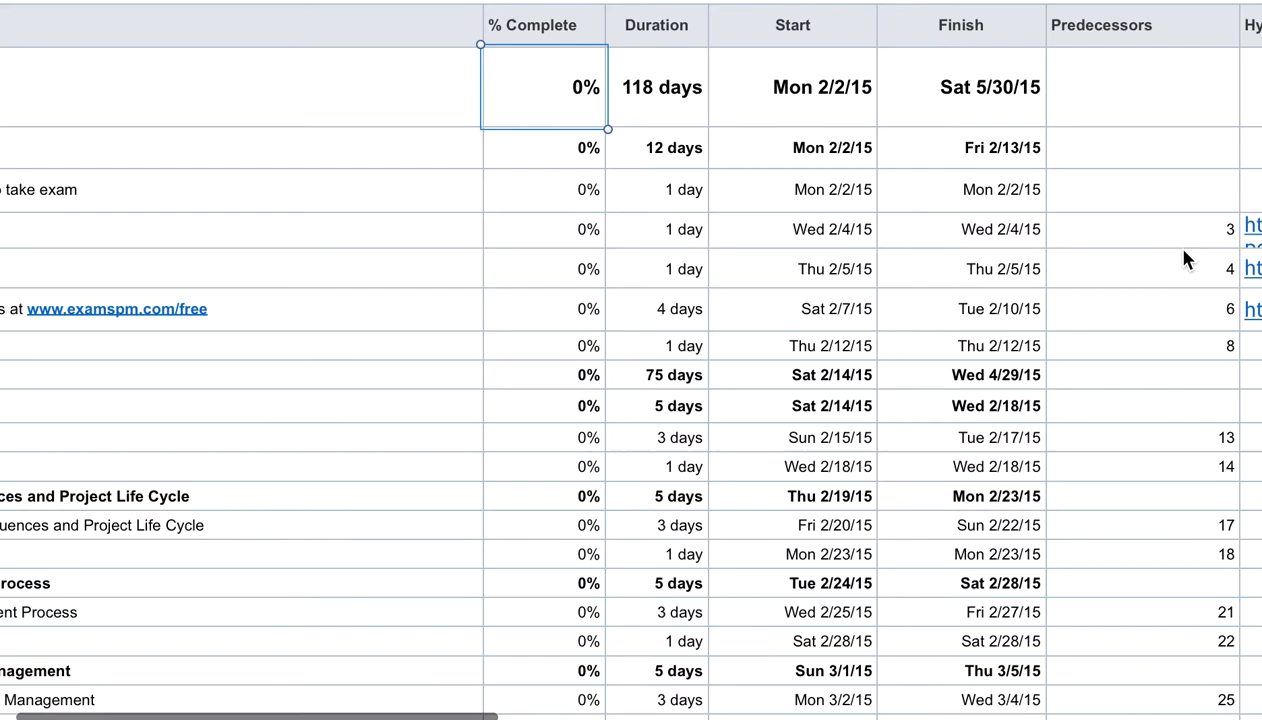 % Complete Duration Start Finish Predecessors Hy
0% 118 days Mon 2/2/15 Sat 5/30/15
0% 12 days Mon 2/2/15 Fri 2/13/15
take exam 0% 1 day Mon 2/2/15 Mon 2/2/15
0% 1 day Wed 2/4/15 Wed 2/4/15 3 ht
0% 1 day Thu 2/5/15 Thu 2/5/15 4 ht
s at www.examspm.com/free 0% 4 days Sat 2/7/15 Tue 2/10/15 6 ht
0% 1 day Thu 2/12/15 Thu 2/12/15 8
0% 75 days Sat 2/14/15 Wed 4/29/15
0% 5 days Sat 2/14/15 Wed 2/18/15
0% 3 days Sun 2/15/15 Tue 2/17/15 13
0% 1 day Wed 2/18/15 Wed 2/18/15 14
ces and Project Life Cycle 0% 5 days Thu 2/19/15 Mon 2/23/15
uences and Project Life Cycle 0% 3 days Fri 2/20/15 Sun 2/22/15 17
0% 1 day Mon 2/23/15 Mon 2/23/15 18
rocess 0% 5 days Tue 2/24/15 Sat 2/28/15
ent Process 0% 3 days Wed 2/25/15 Fri 2/27/15 21
0% 1 day Sat 2/28/15 Sat 2/28/15 22
nagement 0% 5 days Sun 3/1/15 Thu 3/5/15
Management 0% 3 days Mon 3/2/15 Wed 3/4/15 25